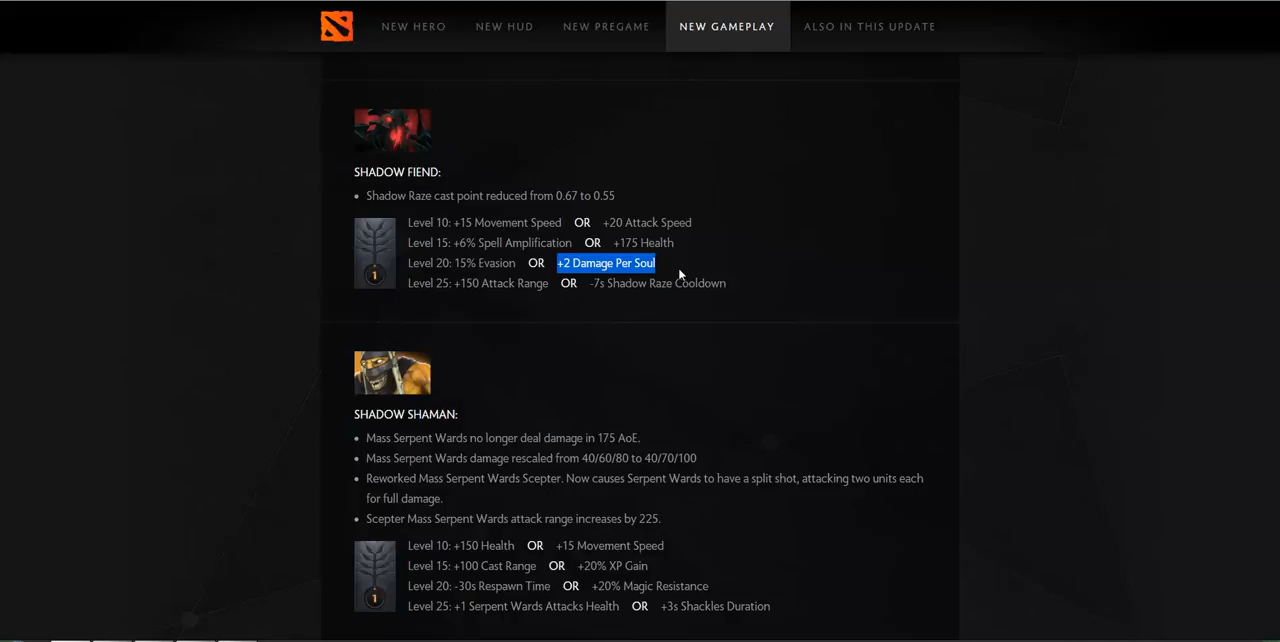 NEW HERO NEW HUD NEW PREGAME NEW GAMEPLAY ALSO IN THIS UPDATE
SHADOW FIEND:
• Shadow Raze cast point reduced from 0.67 to 0.55
Level 10: +15 Movement Speed OR +20 Attack Speed
Level 15: +6% Spell Amplification OR +175 Health
Level 20: 15% Evasion OR +2 Damage Per Soul
1
Level 25: +150 Attack Range OR -7s Shadow Raze Cooldown
SHADOW SHAMAN:
• Mass Serpent Wards no longer deal damage in 175 AoE.
• Mass Serpent Wards damage rescaled from 40/60/80 to 40/70/100
• Reworked Mass Serpent Wards Scepter. Now causes Serpent Wards to have a split shot, attacking two units each
for full damage.
• Scepter Mass Serpent Wards attack range increases by 225.
Level 10: +150 Health OR +15 Movement Speed
Level 15: +100 Cast Range OR +20% XP Gain
Level 20: -30s Respawn Time OR +20% Magic Resistance
1
Level 25: +1 Serpent Wards Attacks Health OR +3s Shackles Duration